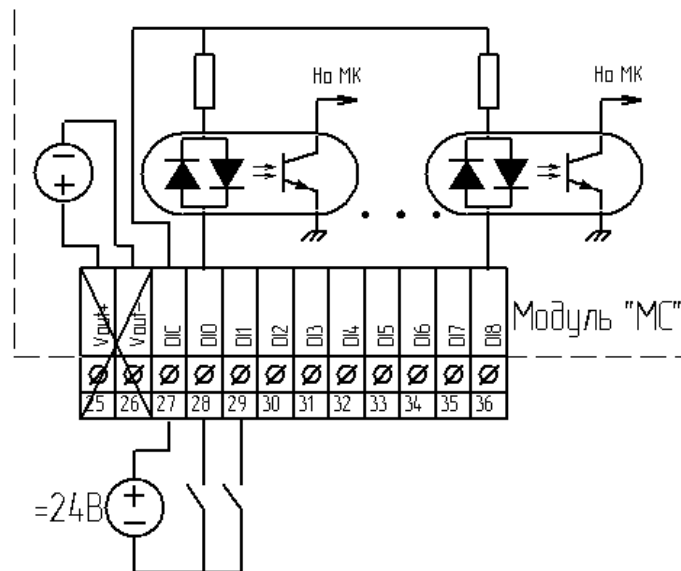 На МК
На МК
Vout+
Vout-
DIC
DI0
DI1
DI2
DI3
DI4
DI5
DI6
DI7
DI8
Модуль "МС"
25
26
27
28
29
30
31
32
33
34
35
36
=24В